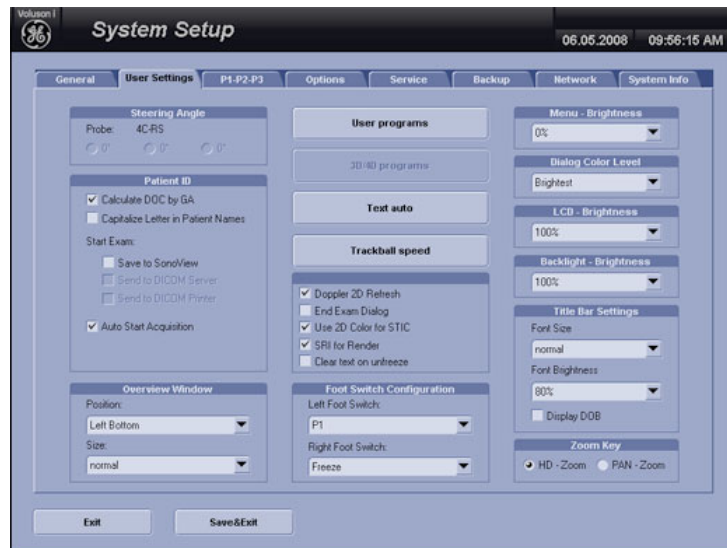 Voluson i
System Setup
06.05.2008 09:56:15 AM
General User Settings P1-P2-P3 Options Service Backup Network System Info
Steering Angle
Probe: 4C-RS
0° 0° 0°
Patient ID
Calculate DOC by GA
Capitalize Letter in Patient Names
Start Exam:
Save to SonoView
Send to DICOM Server
Send to DICOM Printer
Auto Start Acquisition
Overview Window
Position:
Left Bottom
Size:
normal
User programs
3D/4D programs
Text auto
Trackball speed
Doppler 2D Refresh
End Exam Dialog
Use 2D Color for STIC
SRI for Render
Clear text on unfreeze
Foot Switch Configuration
Left Foot Switch:
P1
Right Foot Switch:
Freeze
Menu - Brightness
0%
Dialog Color Level
Brightest
LCD - Brightness
100%
Backlight - Brightness
100%
Title Bar Settings
Font Size
normal
Font Brightness
80%
Display DOB
Zoom Key
HD - Zoom PAN - Zoom
Exit Save&Exit